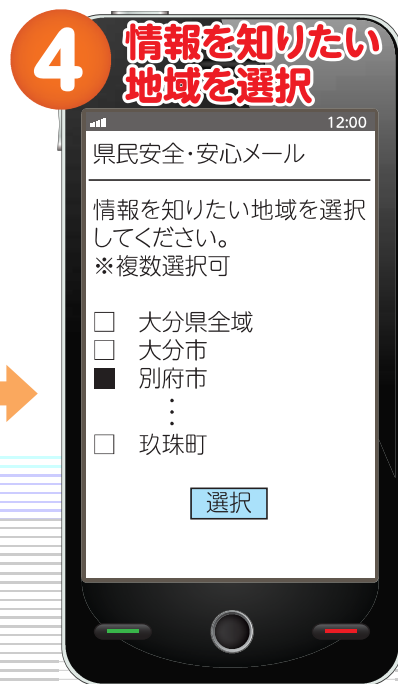 4
情報を知りたい
地域を選択
12:00
県民安全・安心メール
情報を知りたい地域を選択
してください。
※複数選択可
□ 大分県全域
□ 大分市
■ 別府市
⋮
□ 玖珠町
選択